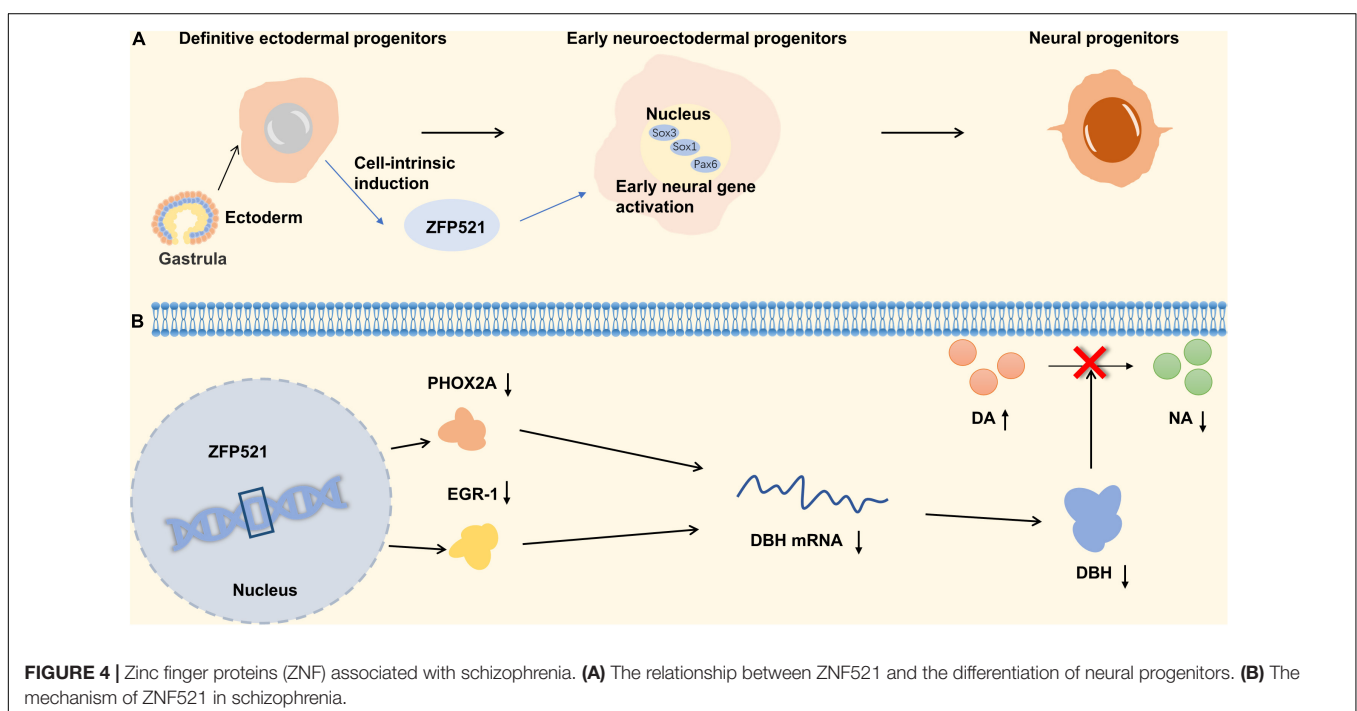 A
Definitive ectodermal progenitors
Early neuroectodermal progenitors
Neural progenitors
Nucleus
Sox3
Sox1
Pax6
Early neural gene
activation
Cell-intrinsic
induction
ZFP521
Ectoderm
Gastrula
B
PHOX2A ↓
ZFP521
EGR-1 ↓
Nucleus
DBH mRNA ↓
DA ↑
NA ↓
DBH ↓
FIGURE 4 | Zinc finger proteins (ZNF) associated with schizophrenia. (A) The relationship between ZNF521 and the differentiation of neural progenitors. (B) The
mechanism of ZNF521 in schizophrenia.